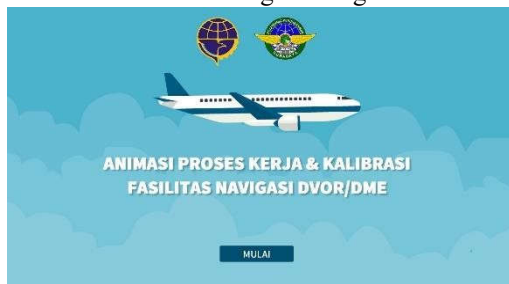 ANIMASI PROSES KERJA & KALIBRASI
FASILITAS NAVIGASI DVOR/DME
MULAI